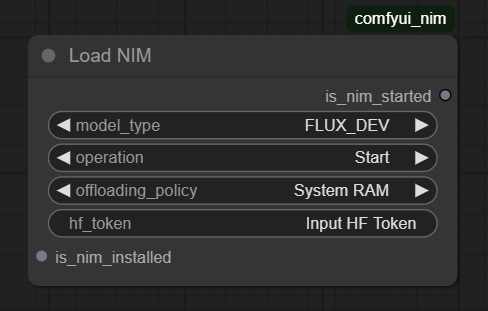 comfyui_nim
Load NIM
is_nim_started
model_type FLUX_DEV
operation Start
offloading_policy System RAM
hf_token Input HF Token
is_nim_installed